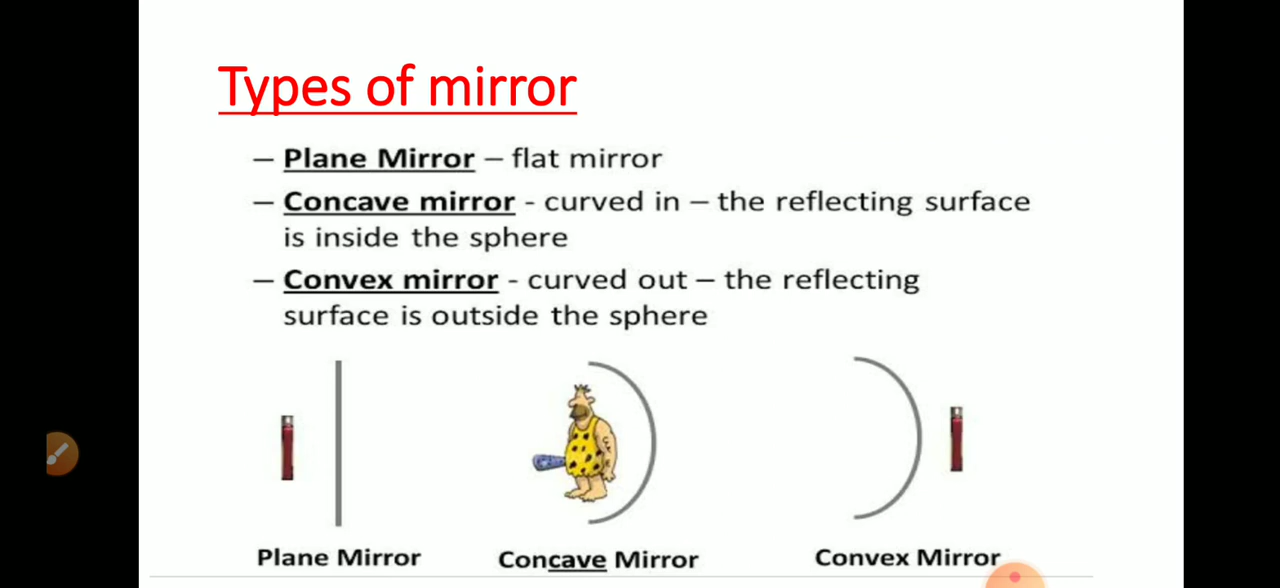 Types of mirror
– Plane Mirror – flat mirror
– Concave mirror - curved in – the reflecting surface
is inside the sphere
– Convex mirror - curved out – the reflecting
surface is outside the sphere
Plane Mirror
Concave Mirror
Convex Mirror